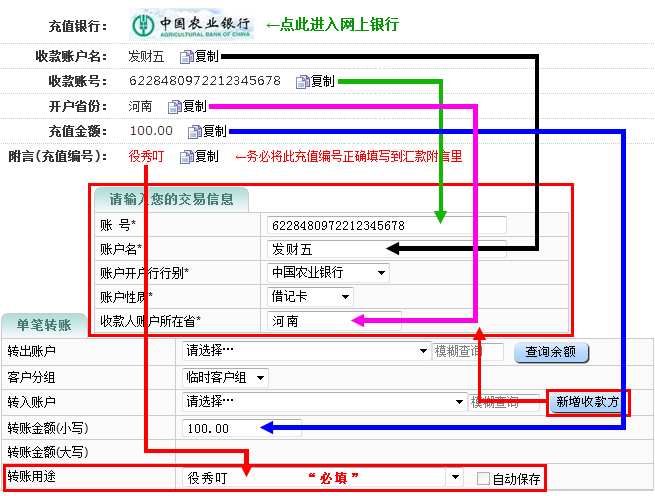 充值银行: 中国农业银行 AGRICULTURAL BANK OF CHINA ←点此进入网上银行
收款账户名: 发财五 复制
收款账号: 6228480972212345678 复制
开户省份: 河南 复制
充值金额: 100.00 复制
附言(充值编号): 役秀叮 复制 ←务必将此充值编号正确填写到汇款附言里
请输入您的交易信息
账 号* 6228480972212345678
账户名* 发财五
账户开户行行别* 中国农业银行
账户性质* 借记卡
收款人账户所在省* 河南
单笔转账
转出账户 请选择… 模糊查询 查询余额
客户分组 临时客户组
转入账户 请选择… 模糊查询 新增收款方
转账金额(小写) 100.00
转账金额(大写)
转账用途 役秀叮 “必填” 自动保存